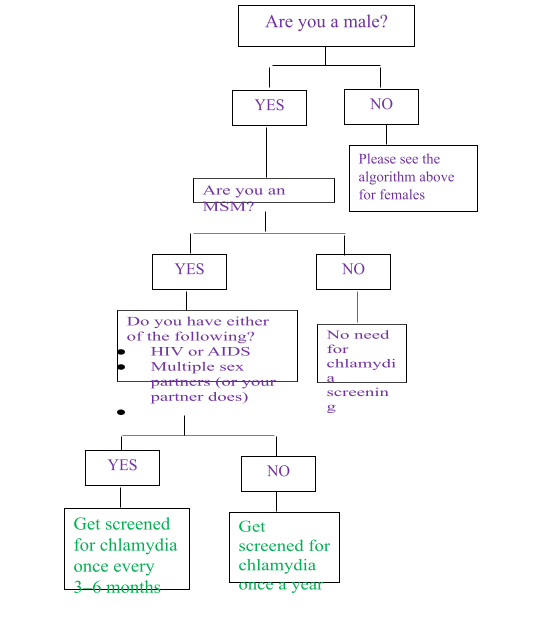 Are you a male?
YES
NO
Please see the
algorithm above
for females
Are you an
MSM?
YES
NO
Do you have either
of the following?
HIV or AIDS
Multiple sex
partners (or your
partner does)
No need
for
chlamydi
a
screenin
g
YES
NO
Get screened
for chlamydia
once every
3–6 months
Get
screened for
chlamydia
once a year